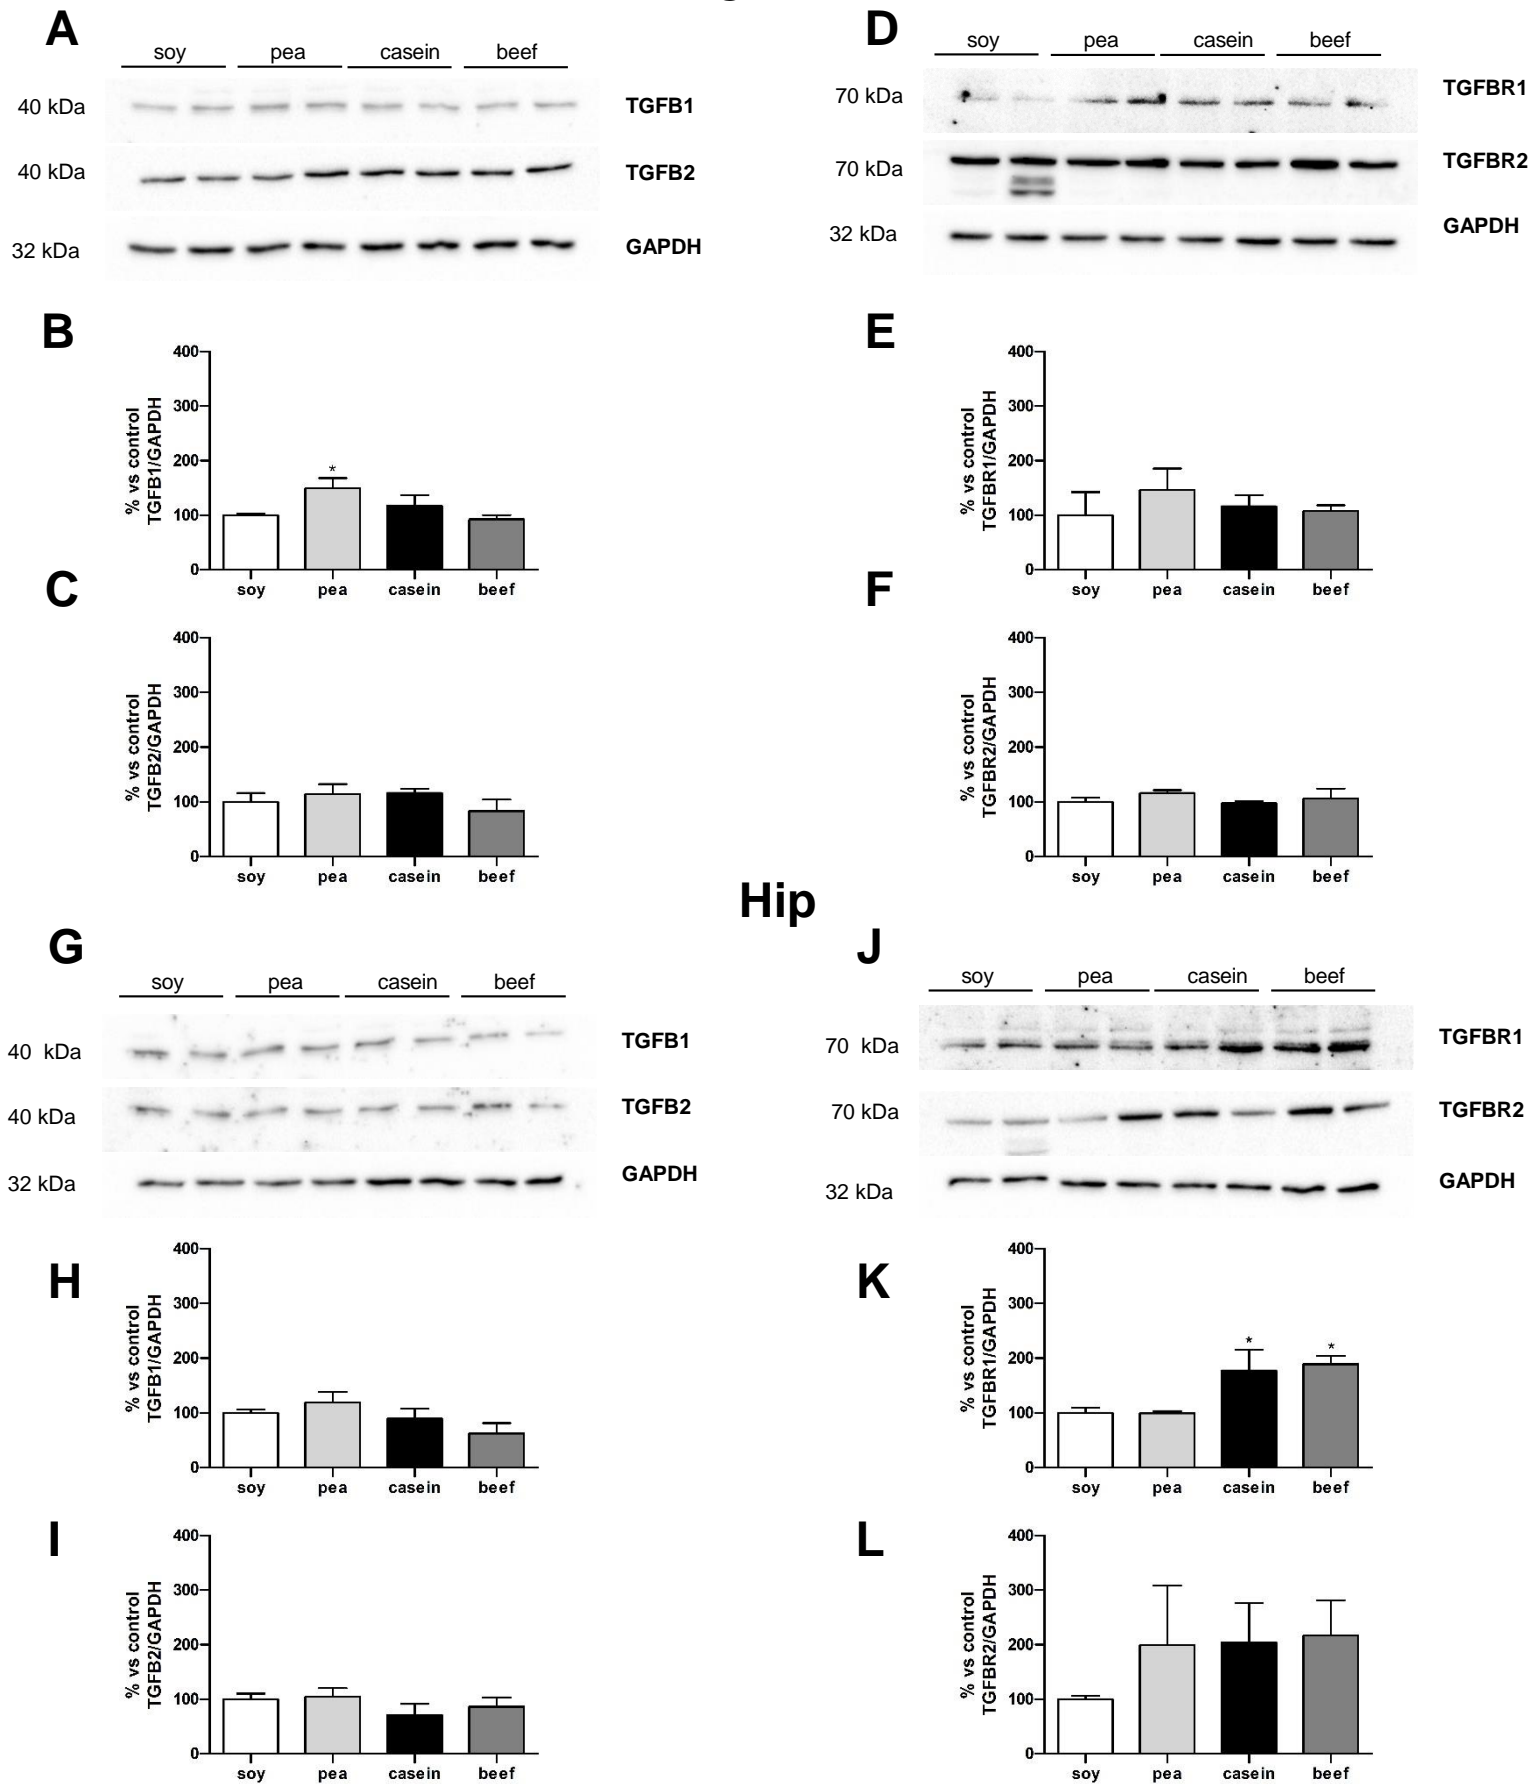 A
soy pea casein beef
40 kDa TGFB1
40 kDa TGFB2
32 kDa GAPDH
D
soy pea casein beef
70 kDa TGFBR1
70 kDa TGFBR2
32 kDa GAPDH
B
% vs control
TGFB1/GAPDH
400
300
200
100
0
*
soy pea casein beef
E
% vs control
TGFBR1/GAPDH
400
300
200
100
0
soy pea casein beef
C
% vs control
TGFB2/GAPDH
400
300
200
100
0
soy pea casein beef
F
% vs control
TGFBR2/GAPDH
400
300
200
100
0
soy pea casein beef
Hip
G
soy pea casein beef
40 kDa TGFB1
40 kDa TGFB2
32 kDa GAPDH
J
soy pea casein beef
70 kDa TGFBR1
70 kDa TGFBR2
32 kDa GAPDH
H
% vs control
TGFB1/GAPDH
400
300
200
100
0
soy pea casein beef
K
% vs control
TGFBR1/GAPDH
400
300
200
100
0
* *
soy pea casein beef
I
% vs control
TGFB2/GAPDH
400
300
200
100
0
soy pea casein beef
L
% vs control
TGFBR2/GAPDH
400
300
200
100
0
soy pea casein beef